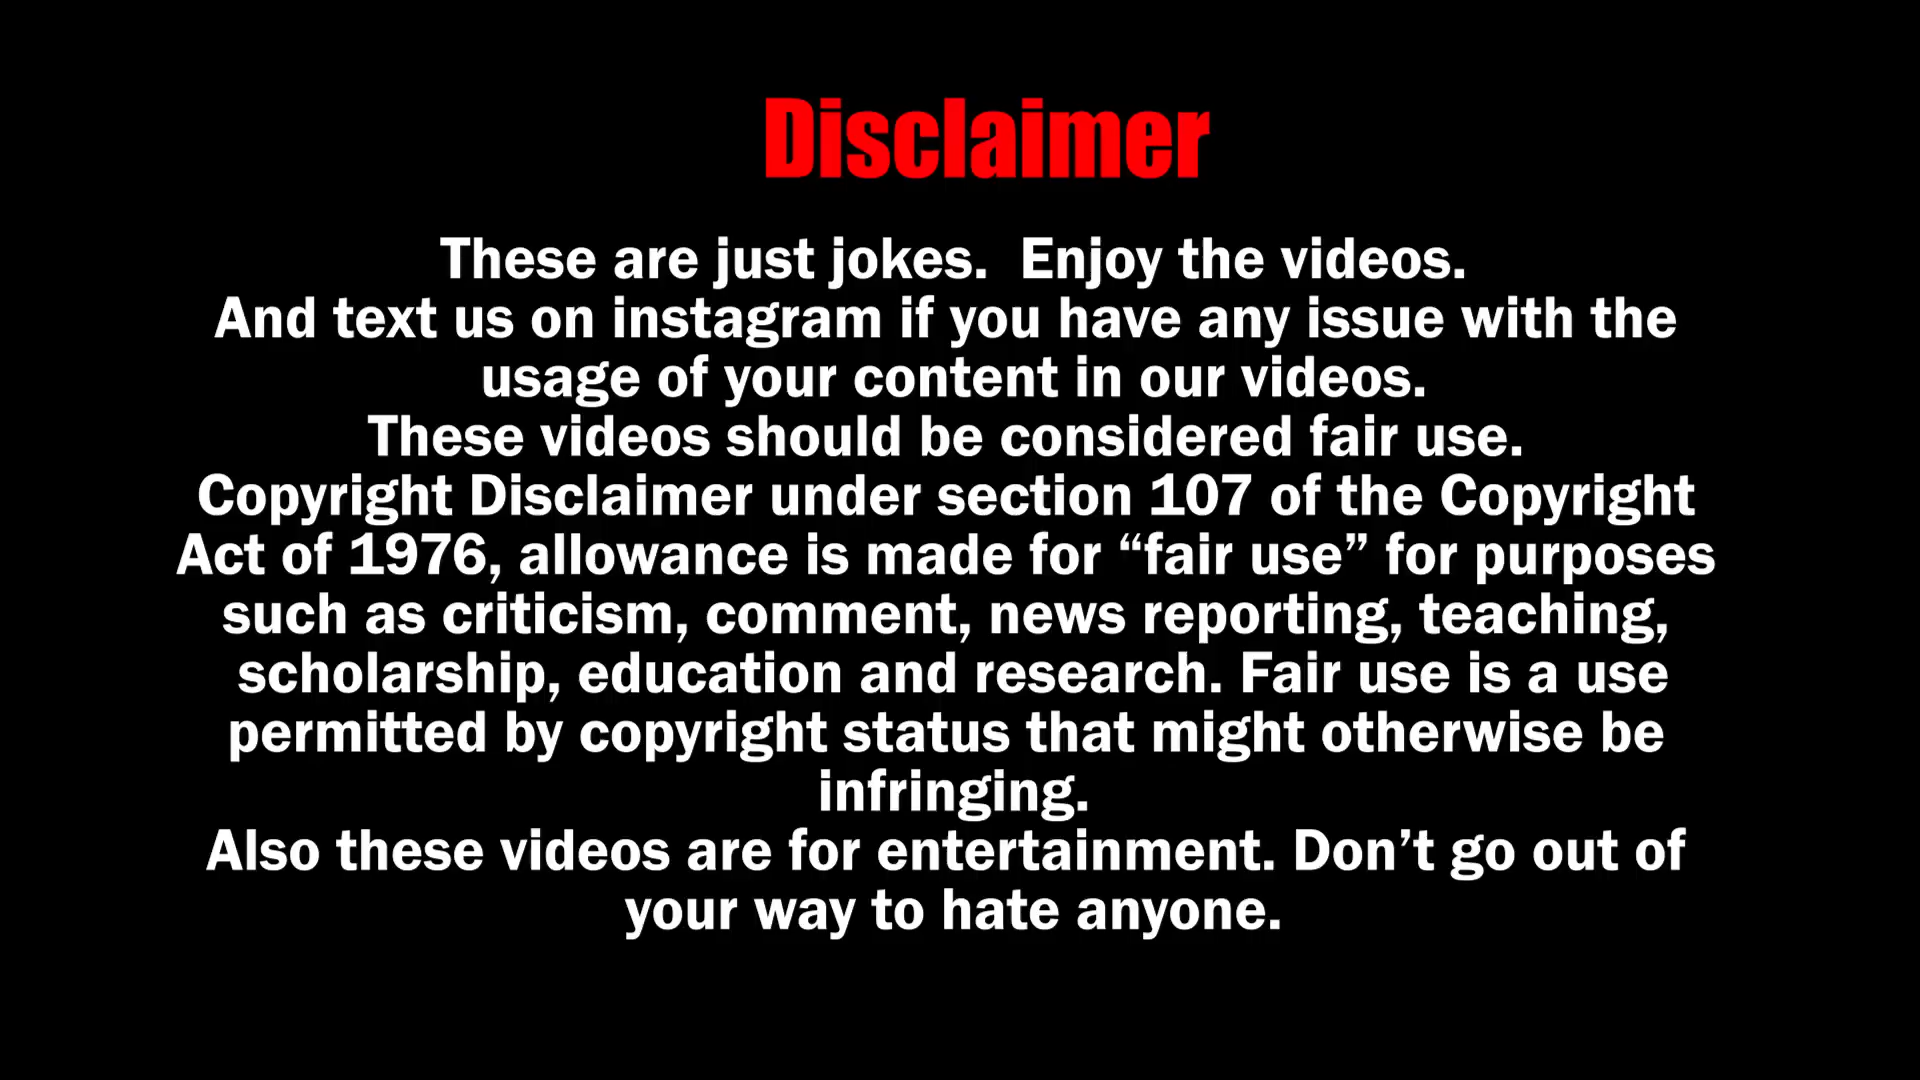 Disclaimer
These are just jokes.  Enjoy the videos.
And text us on instagram if you have any issue with the
usage of your content in our videos.
These videos should be considered fair use.
Copyright Disclaimer under section 107 of the Copyright
Act of 1976, allowance is made for “fair use” for purposes
such as criticism, comment, news reporting, teaching,
scholarship, education and research. Fair use is a use
permitted by copyright status that might otherwise be
infringing.
Also these videos are for entertainment. Don’t go out of
your way to hate anyone.